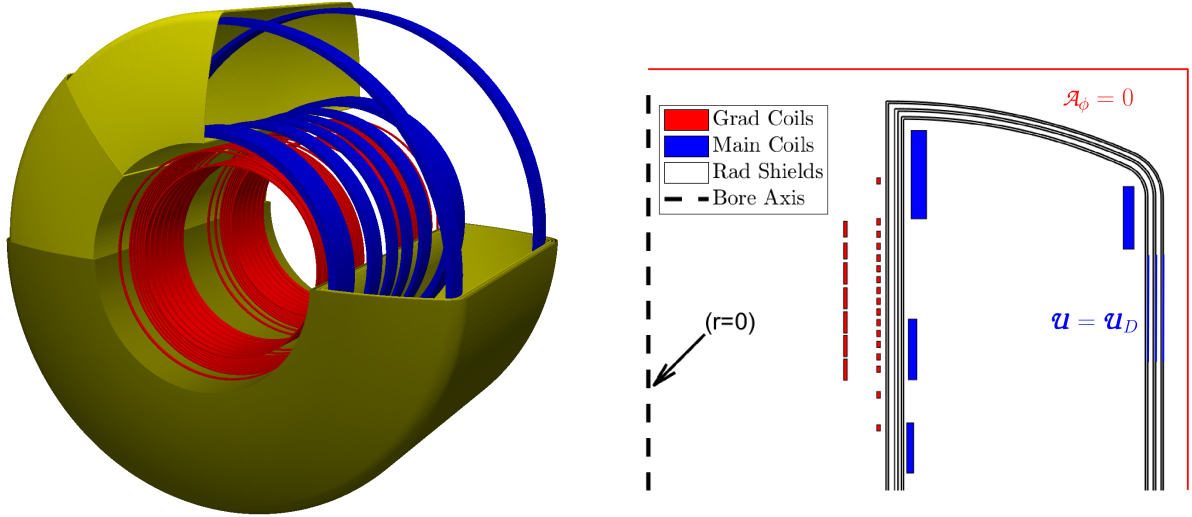 𝒜_ϕ = 0
Grad Coils
Main Coils
Rad Shields
Bore Axis
(r=0)
𝓤 = 𝓤_D